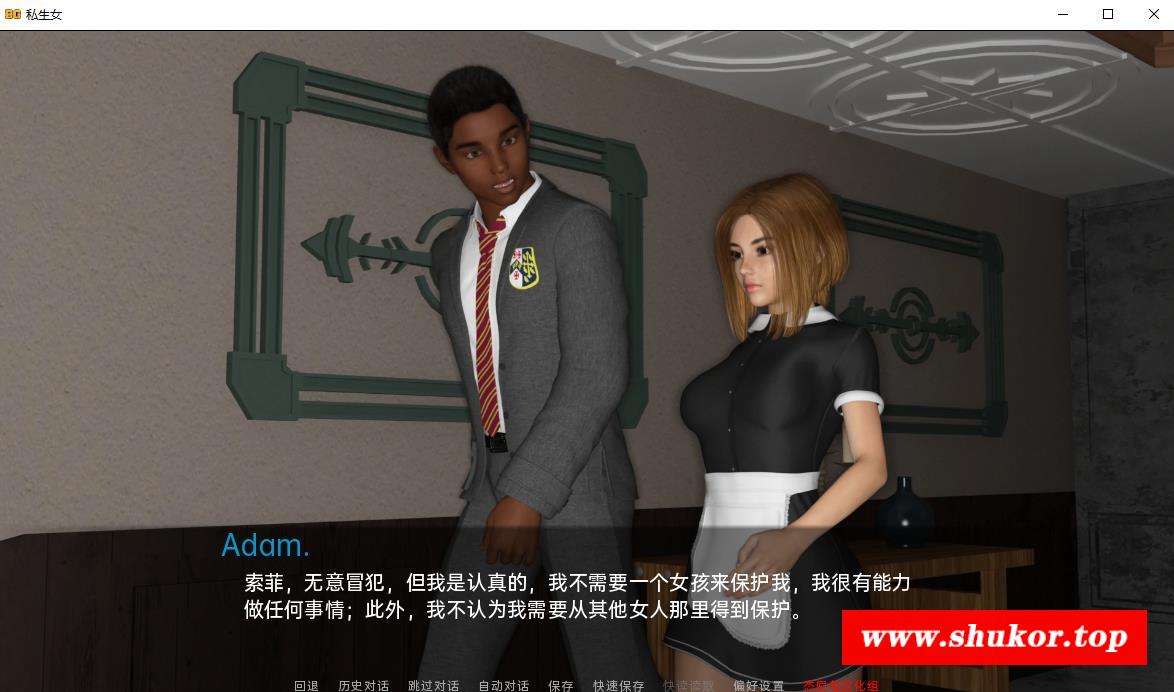 BG 私生女
Adam.
索菲，无意冒犯，但我是认真的，我不需要一个女孩来保护我，我很有能力
做任何事情；此外，我不认为我需要从其他女人那里得到保护。
www.shukor.top
回退 历史对话 跳过对话 自动对话 保存 快速保存 快速读取 偏好设置